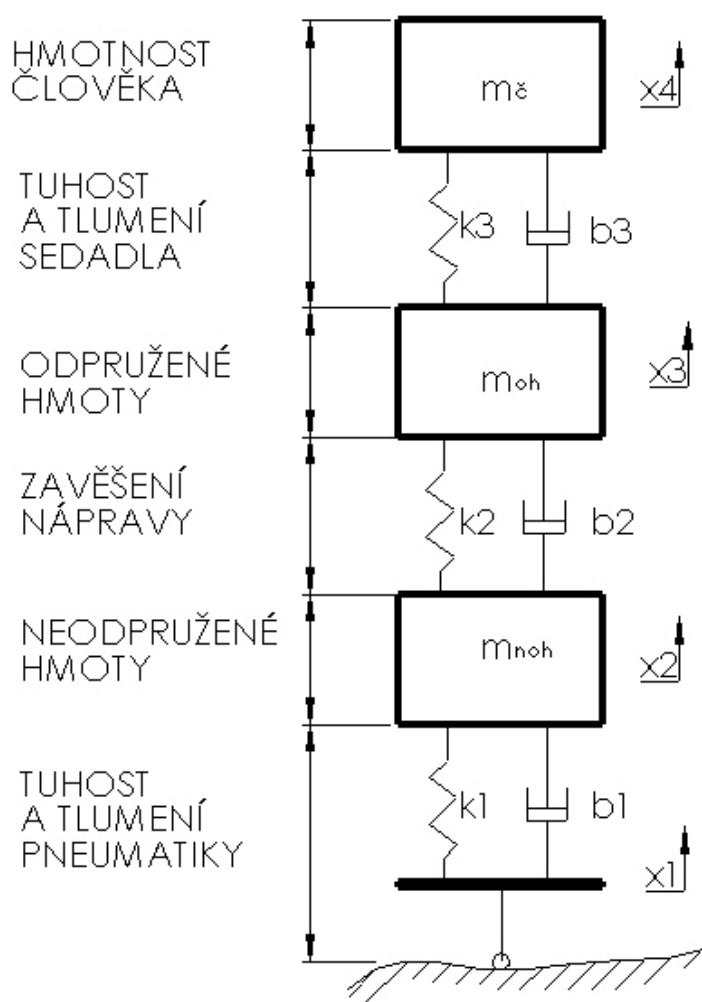 HMOTNOST
ČLOVĚKA
mč
x4
TUHOST
A TLUMENÍ
SEDADLA
k3
b3
ODPRUŽENÉ
HMOTY
moh
x3
ZAVĚŠENÍ
NÁPRAVY
k2
b2
NEODPRUŽENÉ
HMOTY
mnoh
x2
TUHOST
A TLUMENÍ
PNEUMATIKY
k1
b1
x1